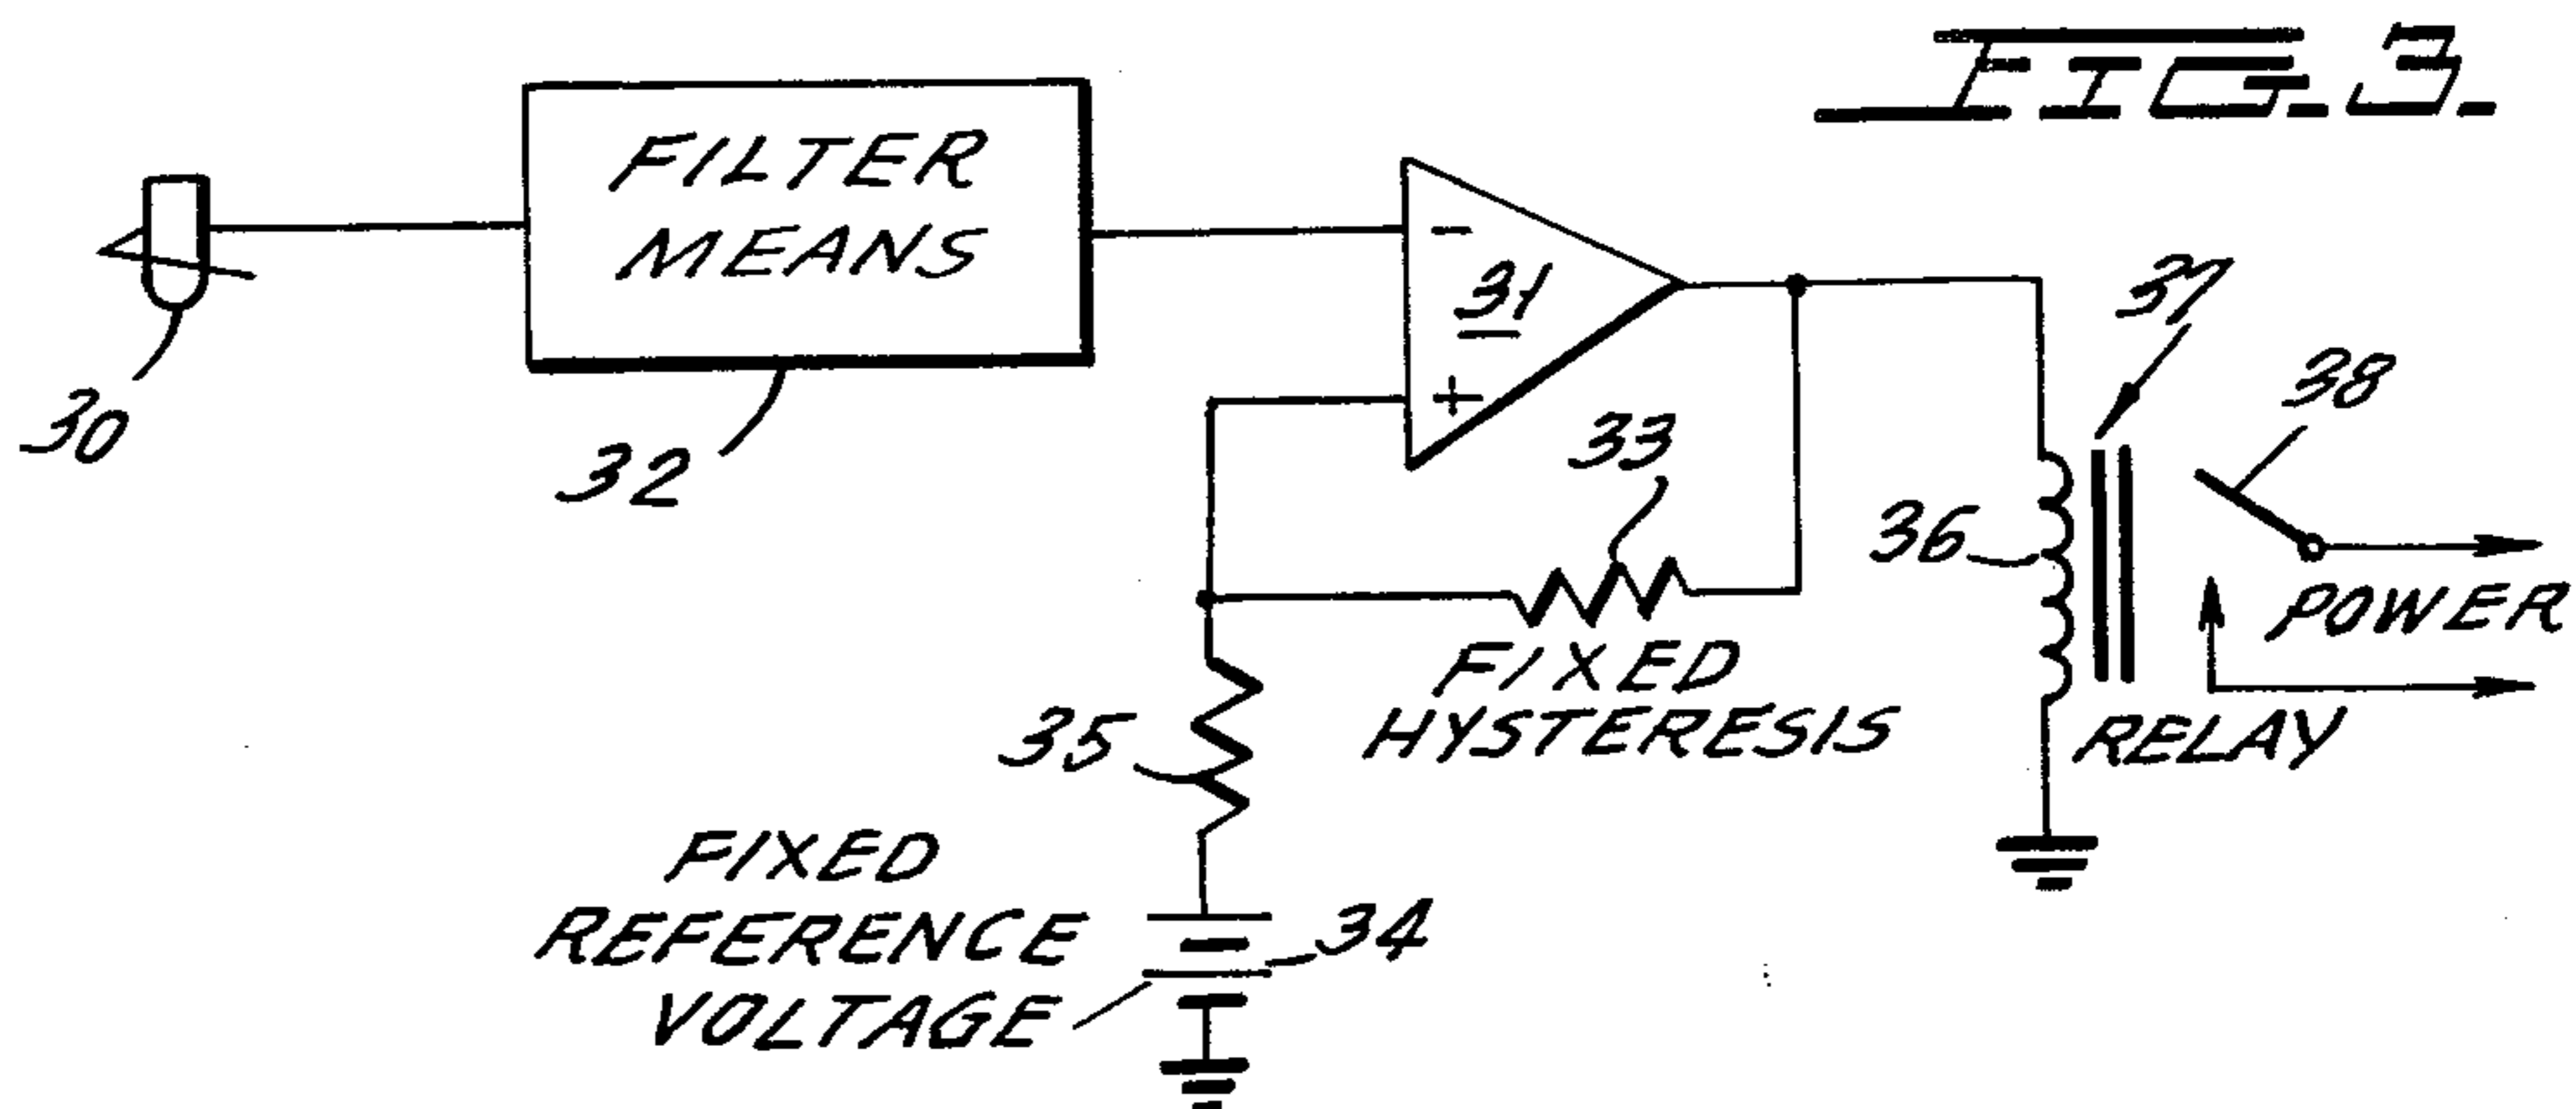 FIG-3-
FILTER
MEANS
-
31
+
30
32
33
37
38
36
POWER
FIXED
HYSTERESIS
RELAY
35
FIXED
REFERENCE
VOLTAGE
34